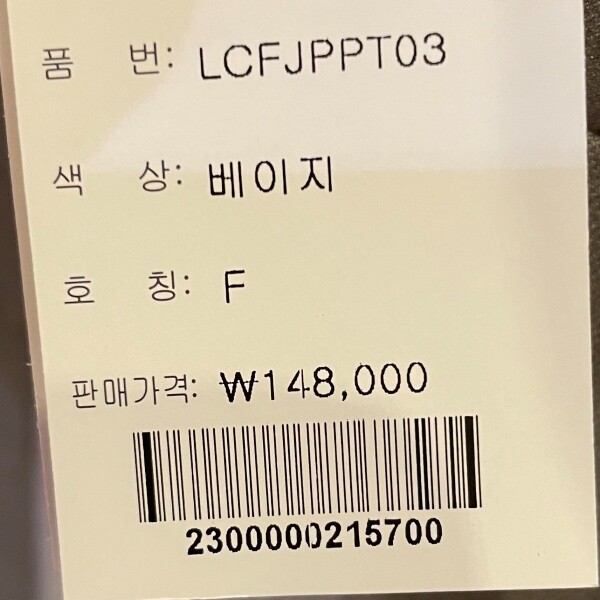 품 번: LCFJPPT03
색 상: 베이지
호 칭: F
판매가격: ₩148,000
2300000215700